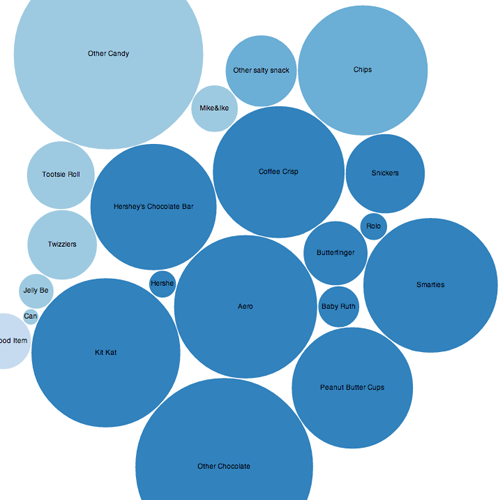 Other Candy
Other salty snack
Chips
Mike&Ike
Tootsie Roll
Coffee Crisp
Snickers
Hershey's Chocolate Bar
Rolo
Twizzlers
Butterfinger
Hershe
Smarties
Jelly Be
Aero
Baby Ruth
Can
ood Item
Kit Kat
Peanut Butter Cups
Other Chocolate